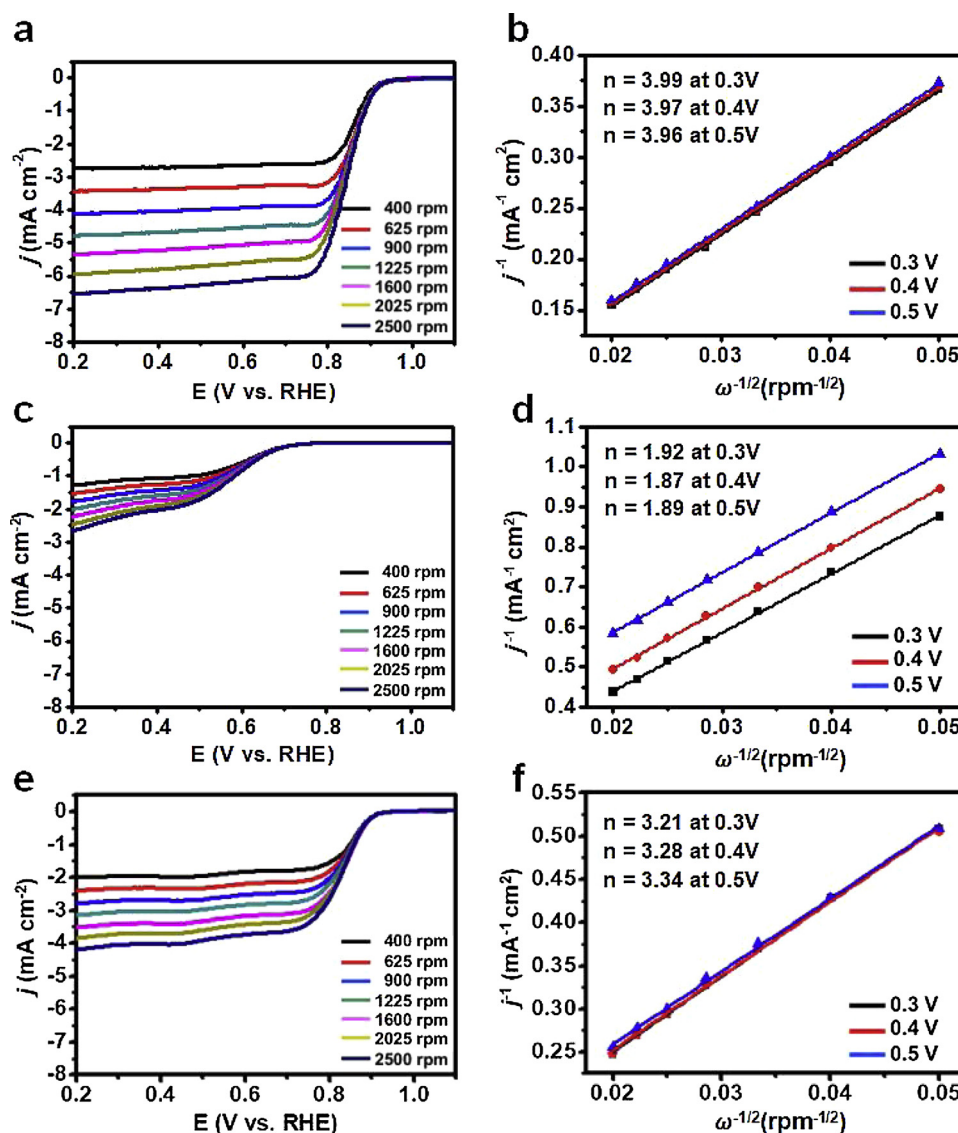 a
0
-1
-2
-3
-4
-5
-6
-7
-8
j (mA cm-2)
400 rpm
625 rpm
900 rpm
1225 rpm
1600 rpm
2025 rpm
2500 rpm
0.2 0.4 0.6 0.8 1.0
E (V vs. RHE)
b
n = 3.99 at 0.3V
n = 3.97 at 0.4V
n = 3.96 at 0.5V
0.40
0.35
0.30
0.25
0.20
0.15
j-1 (mA-1 cm2)
0.3 V
0.4 V
0.5 V
0.02 0.03 0.04 0.05
ω-1/2(rpm-1/2)
c
0
-1
-2
-3
-4
-5
-6
-7
-8
j (mA cm-2)
400 rpm
625 rpm
900 rpm
1225 rpm
1600 rpm
2025 rpm
2500 rpm
0.2 0.4 0.6 0.8 1.0
E (V vs. RHE)
d
n = 1.92 at 0.3V
n = 1.87 at 0.4V
n = 1.89 at 0.5V
1.1
1.0
0.9
0.8
0.7
0.6
0.5
0.4
j-1 (mA-1 cm2)
0.3 V
0.4 V
0.5 V
0.02 0.03 0.04 0.05
ω-1/2(rpm-1/2)
e
0
-1
-2
-3
-4
-5
-6
-7
-8
j (mA cm-2)
400 rpm
625 rpm
900 rpm
1225 rpm
1600 rpm
2025 rpm
2500 rpm
0.2 0.4 0.6 0.8 1.0
E (V vs. RHE)
f
n = 3.21 at 0.3V
n = 3.28 at 0.4V
n = 3.34 at 0.5V
0.55
0.50
0.45
0.40
0.35
0.30
0.25
j-1 (mA-1 cm2)
0.3 V
0.4 V
0.5 V
0.02 0.03 0.04 0.05
ω-1/2(rpm-1/2)